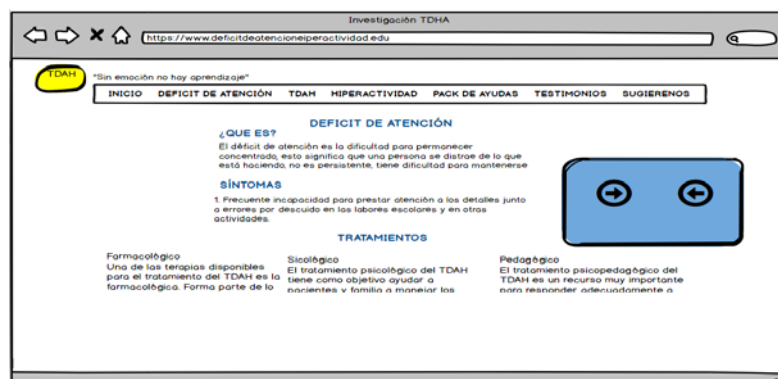 Investigación TDHA
https://www.deficitdeatencioneiperactividad.edu
TDAH
"Sin emoción no hay aprendizaje"
INICIO DEFICIT DE ATENCIÓN TDAH HIPERACTIVIDAD PACK DE AYUDAS TESTIMONIOS SUGIERENOS
DEFICIT DE ATENCIÓN
¿QUE ES?
El déficit de atención es la dificultad para permanecer
concentrado, esto significa que una persona se distrae de lo que
está haciendo, no es persistente, tiene dificultad para mantenerse
SÍNTOMAS
1. Frecuente incapacidad para prestar atención a los detalles junto
a errores por descuido en las labores escolares y en otras
actividades.
TRATAMIENTOS
Farmacológico
Una de las terapias disponibles
para el tratamiento del TDAH es la
farmacológica. Forma parte de lo
Sicológico
El tratamiento psicológico del TDAH
tiene como objetivo ayudar a
pacientes y familia a manejar los
Pedagógico
El tratamiento psicopedagógico del
TDAH es un recurso muy importante
para responder adecuadamente a